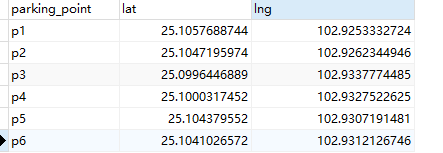 parking_point lat lng
p1 25.1057688744 102.9253332724
p2 25.1047195974 102.9262344946
p3 25.0996446889 102.9337774485
p4 25.1000317452 102.9327522625
p5 25.104379552 102.9307191481
p6 25.1041026572 102.9312126746